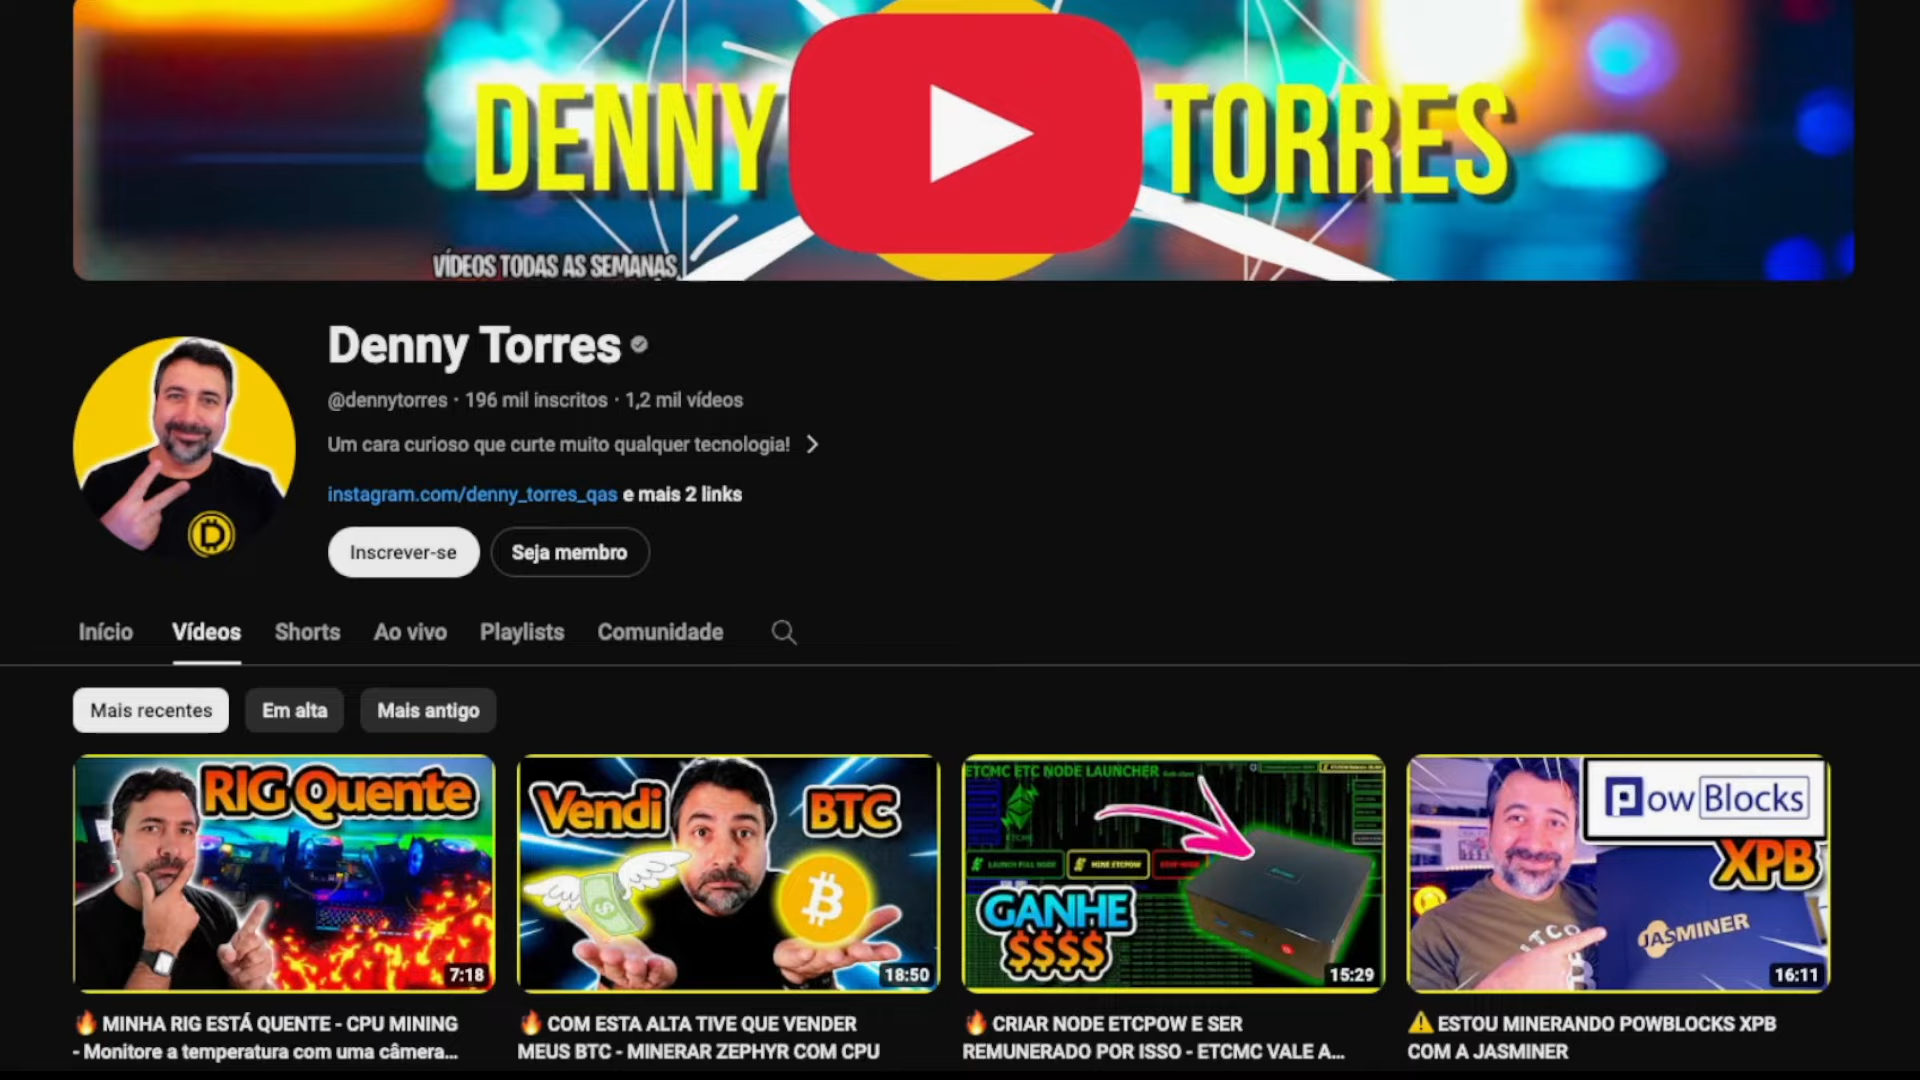 DENNY TORRES
VÍDEOS TODAS AS SEMANAS
Denny Torres
@dennytorres · 196 mil inscritos · 1,2 mil vídeos
Um cara curioso que curte muito qualquer tecnologia!
instagram.com/denny_torres_qas e mais 2 links
Inscrever-se Seja membro
Início Vídeos Shorts Ao vivo Playlists Comunidade
Mais recentes Em alta Mais antigo
RIG Quente
7:18
Vendi BTC
18:50
ETCMC ETC NODE LAUNCHER
ETCMC
LAUNCH FULL NODE MINE ETCPOW STOP NODE
GANHE
$$$$
15:29
PowBlocks
XPB
JASMINER
16:11
🔥 MINHA RIG ESTÁ QUENTE - CPU MINING
- Monitore a temperatura com uma câmera...
🔥 COM ESTA ALTA TIVE QUE VENDER
MEUS BTC - MINERAR ZEPHYR COM CPU
🔥 CRIAR NODE ETCPOW E SER
REMUNERADO POR ISSO - ETCMC VALE A...
⚠️ ESTOU MINERANDO POWBLOCKS XPB
COM A JASMINER